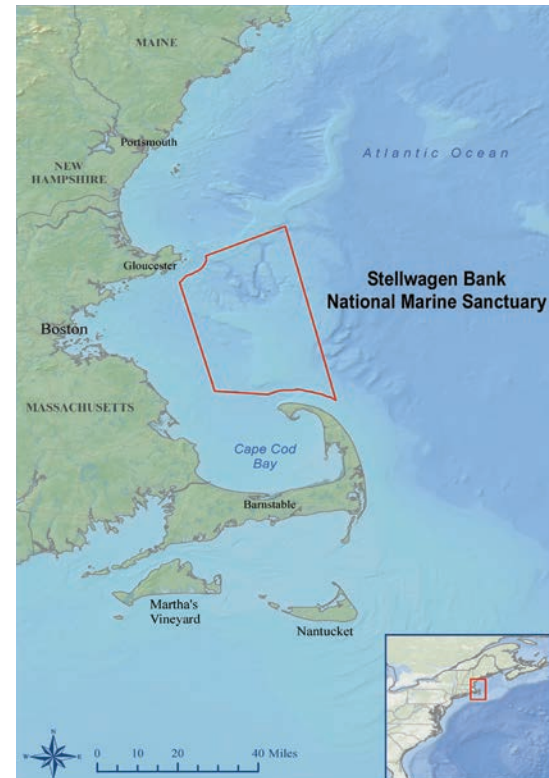 MAINE
Portsmouth
Atlantic Ocean
NEW
HAMPSHIRE
Gloucester
Stellwagen Bank
National Marine Sanctuary
Boston
MASSACHUSETTS
Cape Cod
Bay
Barnstable
Martha's
Vineyard
Nantucket
N
W
E
S
0 10 20 40 Miles